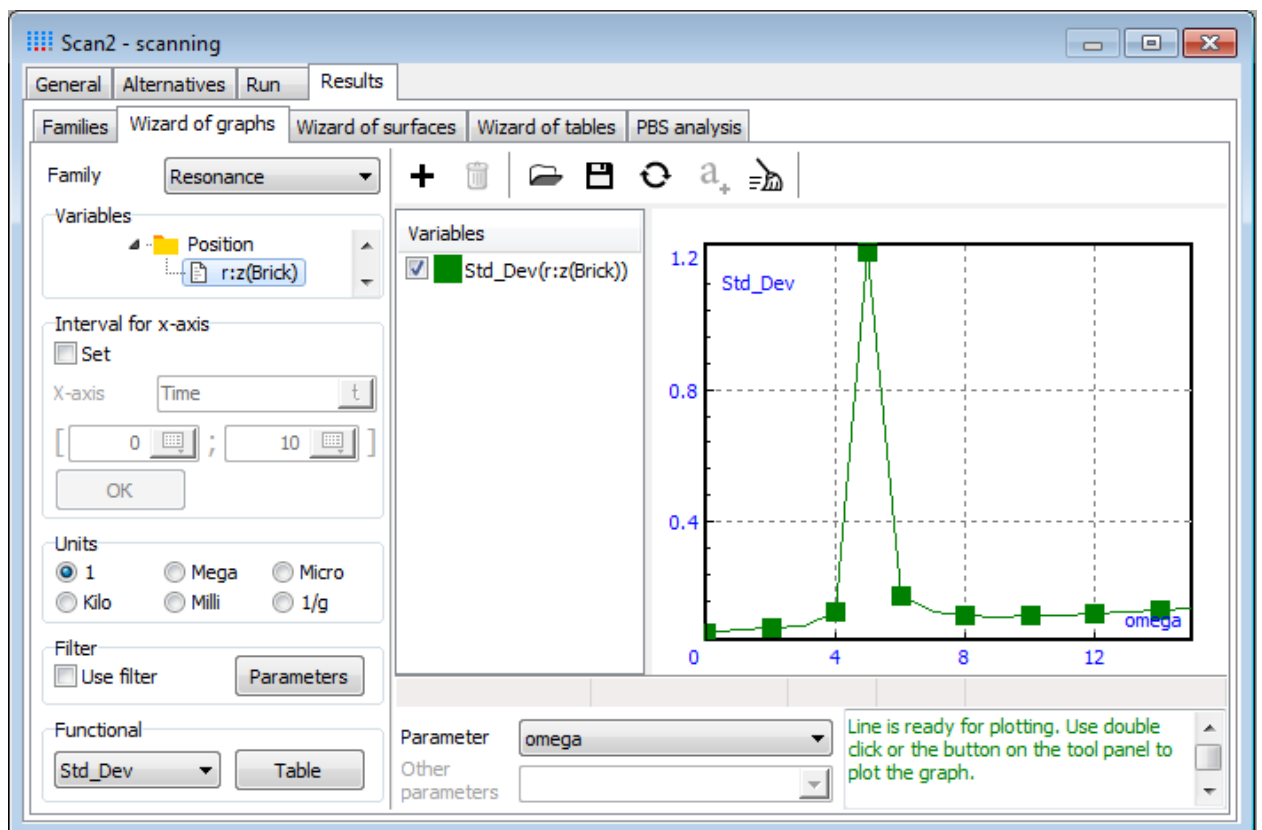 Scan2 - scanning
General Alternatives Run Results
Families Wizard of graphs Wizard of surfaces Wizard of tables PBS analysis
Family Resonance
a+
Variables
Position
r:z(Brick)
Variables
Std_Dev(r:z(Brick))
Interval for x-axis
Set
X-axis Time t
[ 0 ; 10 ]
OK
Units
1 Mega Micro
Kilo Milli 1/g
Filter
Use filter Parameters
Functional
Std_Dev Table
1.2
Std_Dev
0.8
0.4
omega
0 4 8 12
Parameter omega
Other
parameters
Line is ready for plotting. Use double
click or the button on the tool panel to
plot the graph.